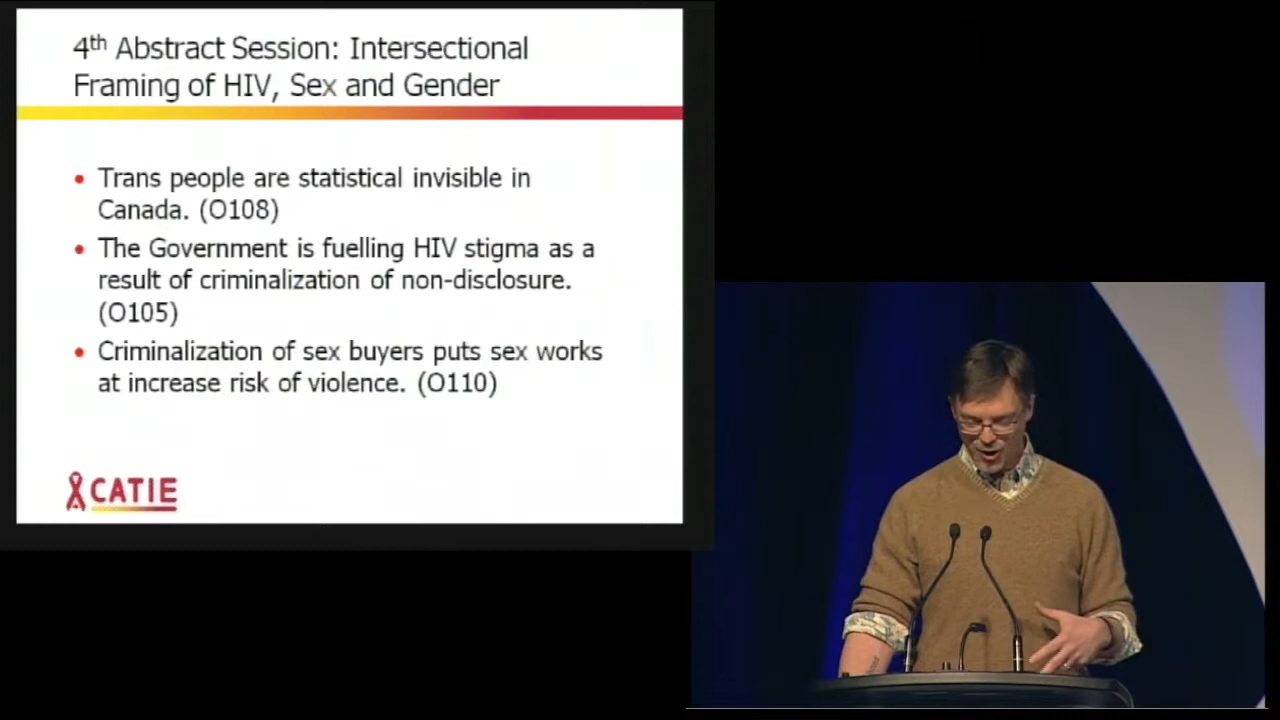 4th Abstract Session: Intersectional
Framing of HIV, Sex and Gender
• Trans people are statistical invisible in
Canada. (O108)
• The Government is fuelling HIV stigma as a
result of criminalization of non-disclosure.
(O105)
• Criminalization of sex buyers puts sex works
at increase risk of violence. (O110)
CATIE